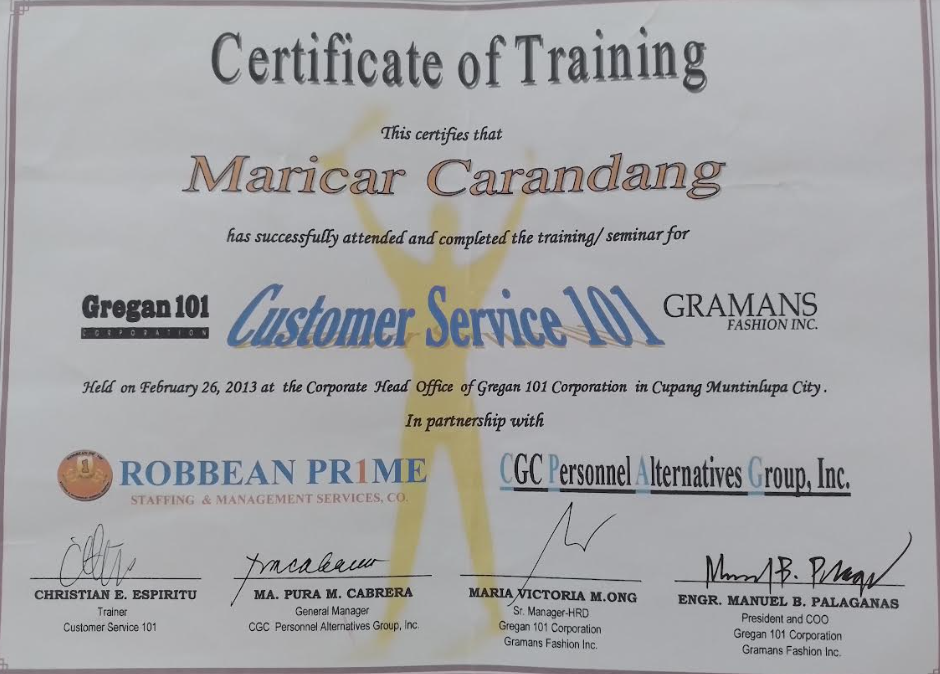 Certificate of Training
This certifies that
Maricar Carandang
has successfully attended and completed the training/ seminar for
Gregan 101
CORPORATION
Customer Service 101
GRAMANS
FASHION INC.
Held on February 26, 2013 at the Corporate Head Office of Gregan 101 Corporation in Cupang Muntinlupa City.
In partnership with
ROBBEAN PR1ME
STAFFING & MANAGEMENT SERVICES, CO.
CGC Personnel Alternatives Group, Inc.
CHRISTIAN E. ESPIRITU
Trainer
Customer Service 101
MA. PURA M. CABRERA
General Manager
CGC Personnel Alternatives Group, Inc.
MARIA VICTORIA M.ONG
Sr. Manager-HRD
Gregan 101 Corporation
Gramans Fashion Inc.
ENGR. MANUEL B. PALAGANAS
President and COO
Gregan 101 Corporation
Gramans Fashion Inc.